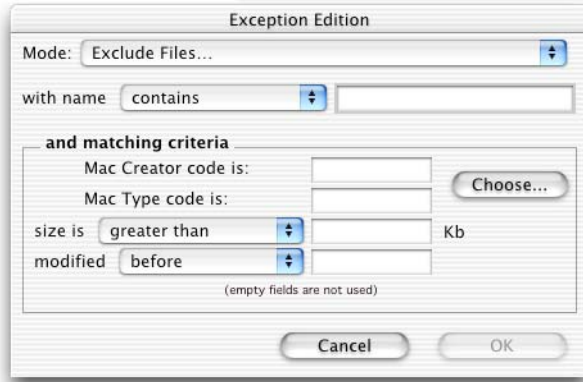 Exception Edition
Mode: Exclude Files...
with name contains
and matching criteria
Mac Creator code is:
Mac Type code is:
Choose...
size is greater than Kb
modified before
(empty fields are not used)
Cancel OK